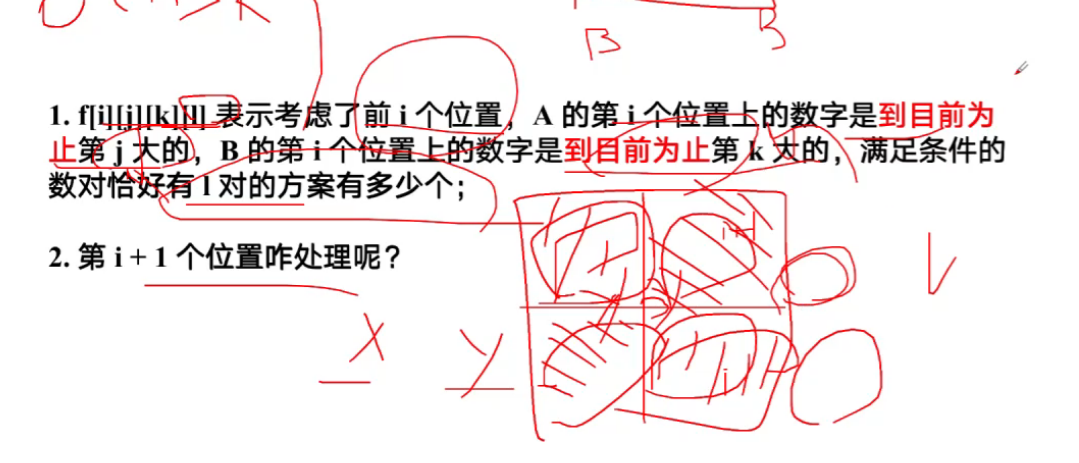 B
B
1. f[i][j][k][l] 表示考虑了前 i 个位置，A 的第 i 个位置上的数字是到目前为
止第 j 大的，B 的第 i 个位置上的数字是到目前为止第 k 大的，满足条件的
数对恰好有 l 对的方案有多少个；
2. 第 i + 1 个位置咋处理呢？
X y